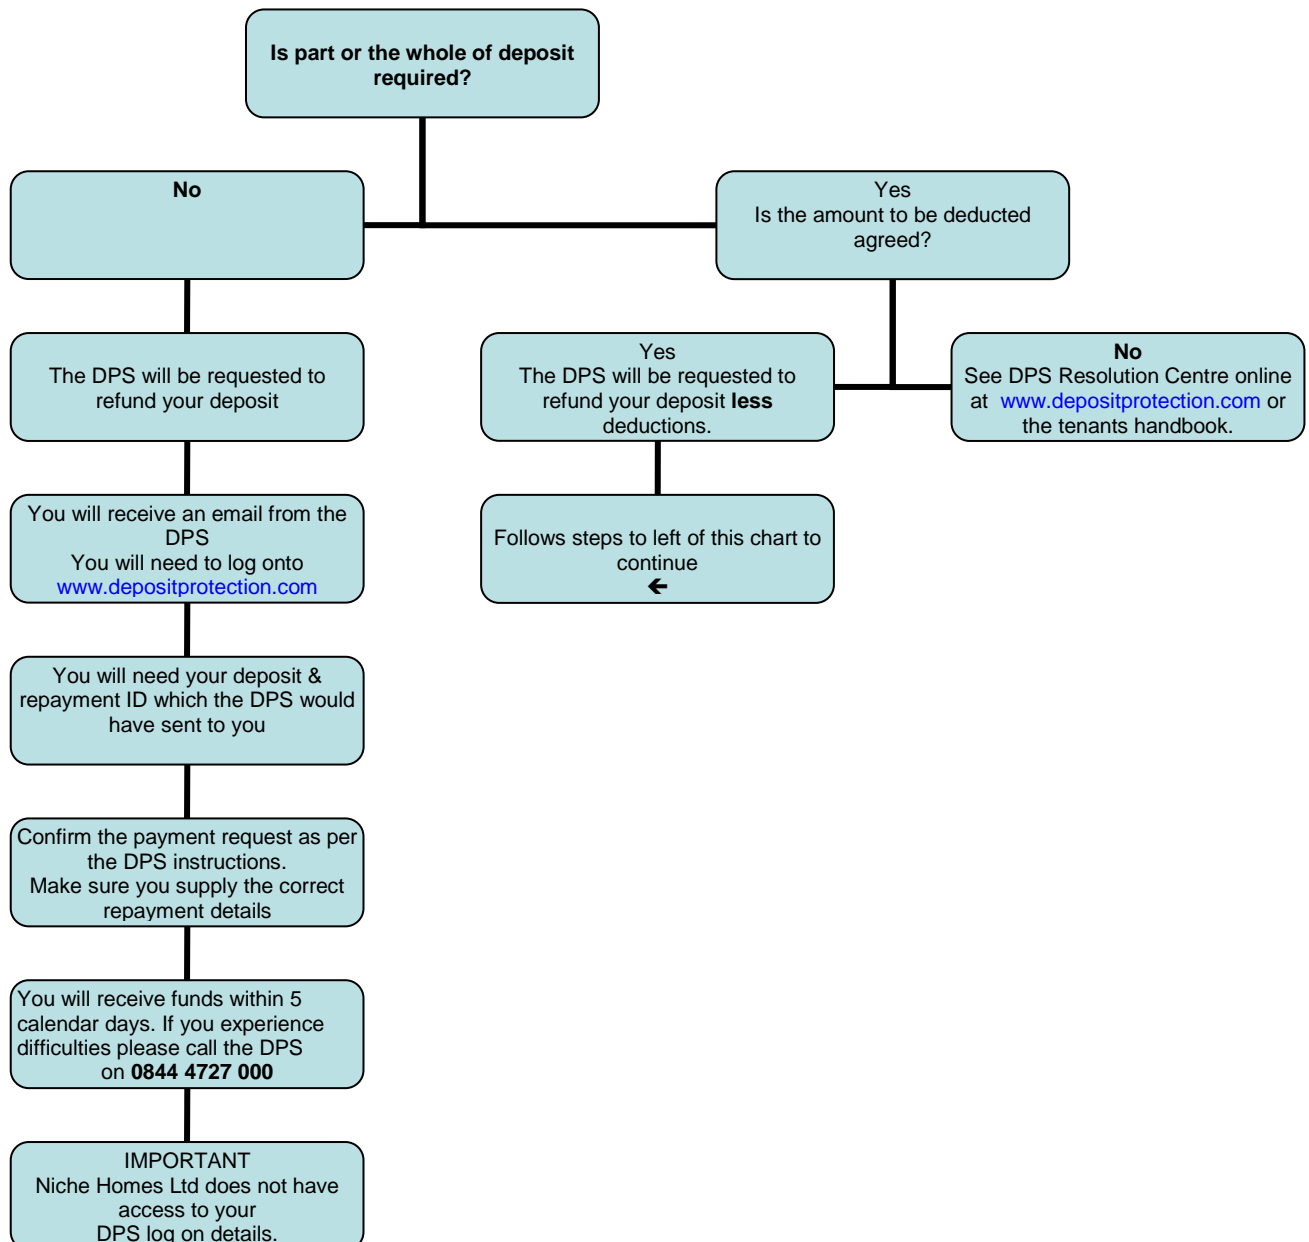 Is part or the whole of deposit
required?
No
Yes
Is the amount to be deducted
agreed?
The DPS will be requested to
refund your deposit
Yes
The DPS will be requested to
refund your deposit less
deductions.
No
See DPS Resolution Centre online
at www.depositprotection.com or
the tenants handbook.
You will receive an email from the
DPS
You will need to log onto
www.depositprotection.com
Follows steps to left of this chart to
continue
🡸
You will need your deposit &
repayment ID which the DPS would
have sent to you
Confirm the payment request as per
the DPS instructions.
Make sure you supply the correct
repayment details
You will receive funds within 5
calendar days. If you experience
difficulties please call the DPS
on 0844 4727 000
IMPORTANT
Niche Homes Ltd does not have
access to your
DPS log on details.